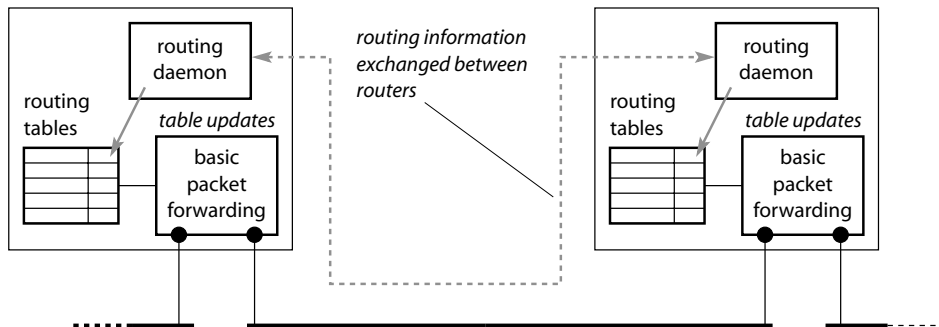 routing
daemon
routing
tables
table updates
basic
packet
forwarding
routing information
exchanged between
routers
routing
daemon
routing
tables
table updates
basic
packet
forwarding